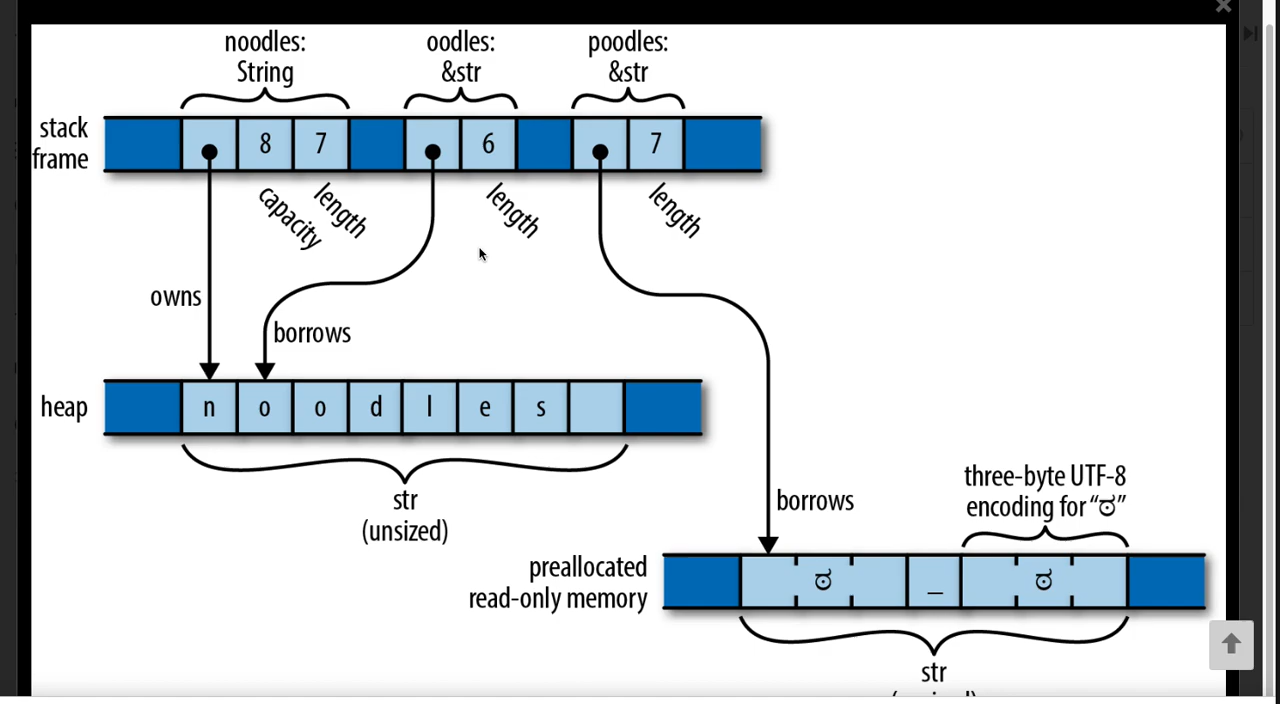 noodles:
String
oodles:
&str
poodles:
&str
stack
frame
8
7
6
7
capacity
length
length
length
owns
borrows
heap
n
o
o
d
l
e
s
str
(unsized)
borrows
three-byte UTF-8
encoding for “ಠ”
preallocated
read-only memory
ಠ
_
ಠ
str